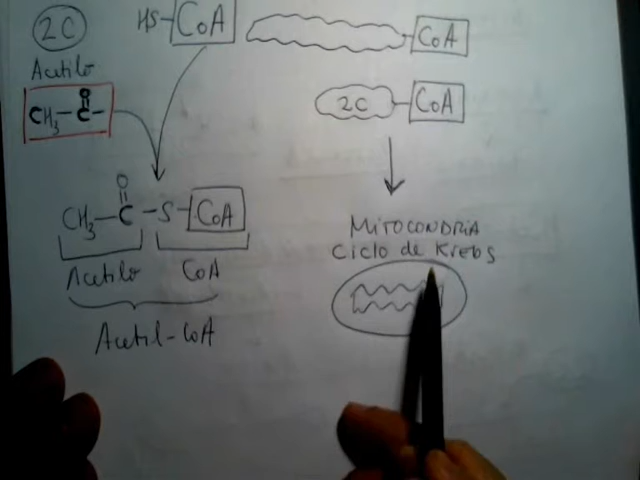 2C
Acetilo
CH3-C-
O
HS-CoA
O
CH3-C-S-CoA
Acetilo CoA
Acetil-CoA
CoA
2C-CoA
MITOCONDRIA
Ciclo de Krebs